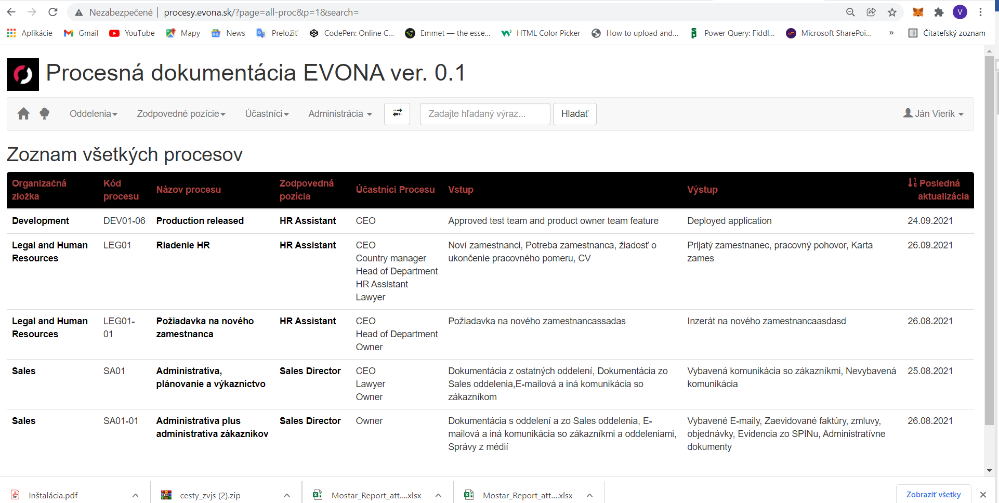 Nezabezpečené | procesy.evona.sk/?page=all-proc&p=1&search=
V
Aplikácie Gmail YouTube Mapy News Preložiť CodePen: Online C... Emmet — the esse... HTML Color Picker How to upload and... Power Query: Fiddl... Microsoft SharePoi... » Čitateľský zoznam
Procesná dokumentácia EVONA ver. 0.1
Oddelenia Zodpovedné pozície Účastníci Administrácia Zadajte hľadaný výraz... Hladať Ján Vierik
Zoznam všetkých procesov
Organizačná zložka Kód procesu Názov procesu Zodpovedná pozícia Účastníci Procesu Vstup Výstup Posledná aktualizácia
Development DEV01-06 Production released HR Assistant CEO Approved test team and product owner team feature Deployed application 24.09.2021
Legal and Human LEG01 Riadenie HR HR Assistant CEO Noví zamestnanci, Potreba zamestnanca, žiadosť o Prijatý zamestnanec, pracovný pohovor, Karta 26.09.2021
Resources Country manager ukončenie pracovného pomeru, CV zames
Head of Department
HR Assistant
Lawyer
Legal and Human LEG01- Požiadavka na nového HR Assistant CEO Požiadavka na nového zamestnancassadas Inzerát na nového zamestnancaasdasd 26.08.2021
Resources 01 zamestnanca Head of Department
Owner
Sales SA01 Administratíva, Sales Director CEO Dokumentácia z ostatných oddelení, Dokumentácia zo Vybavená komunikácia so zákazníkmi, Nevybavená 25.08.2021
plánovanie a výkazníctvo Lawyer Sales oddelenia,E-mailová a iná komunikácia so komunikácia
Owner zákazníkom
Sales SA01-01 Administratíva plus Sales Director Owner Dokumentácia s oddelení a zo Sales oddelenia, E- Vybavené E-maily, Zaevidované faktúry, zmluvy, 26.08.2021
administratíva zákazníkov mailová a iná komunikácia so zákazníkmi a oddeleniami, objednávky, Evidencia zo SPINu, Administratívne
Správy z médií dokumenty
Inštalácia.pdf cesty_zvjs (2).zip Mostar_Report_att....xlsx Mostar_Report_att....xlsx Zobraziť všetky